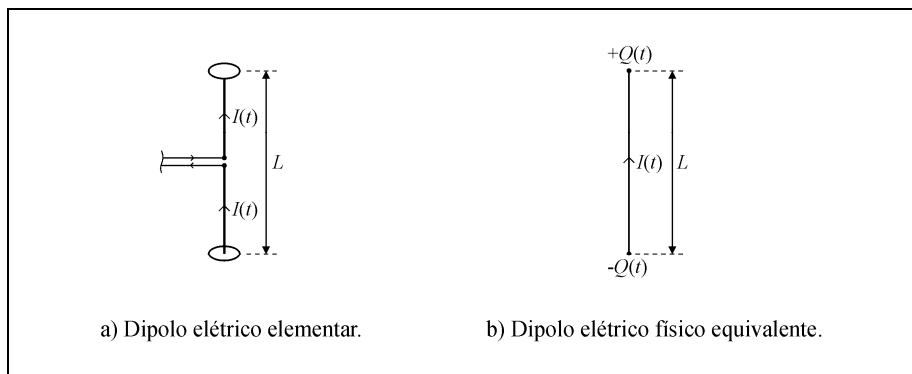 I(t)
L
I(t)
a) Dipolo elétrico elementar.
+Q(t)
I(t)
L
-Q(t)
b) Dipolo elétrico físico equivalente.